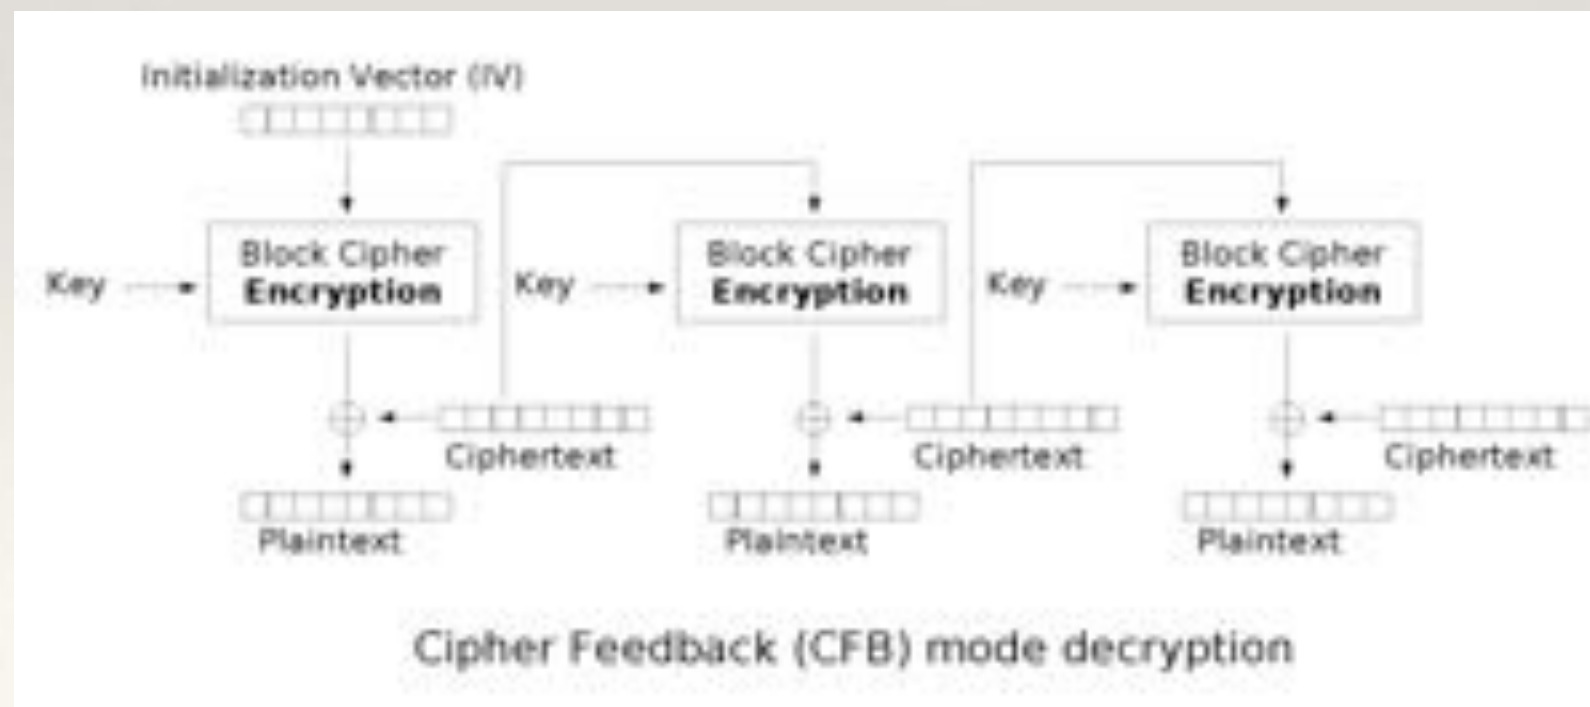 Initialization Vector (IV)
Key
Block Cipher
Encryption
Key
Block Cipher
Encryption
Key
Block Cipher
Encryption
Ciphertext
Ciphertext
Ciphertext
Plaintext
Plaintext
Plaintext
Cipher Feedback (CFB) mode decryption